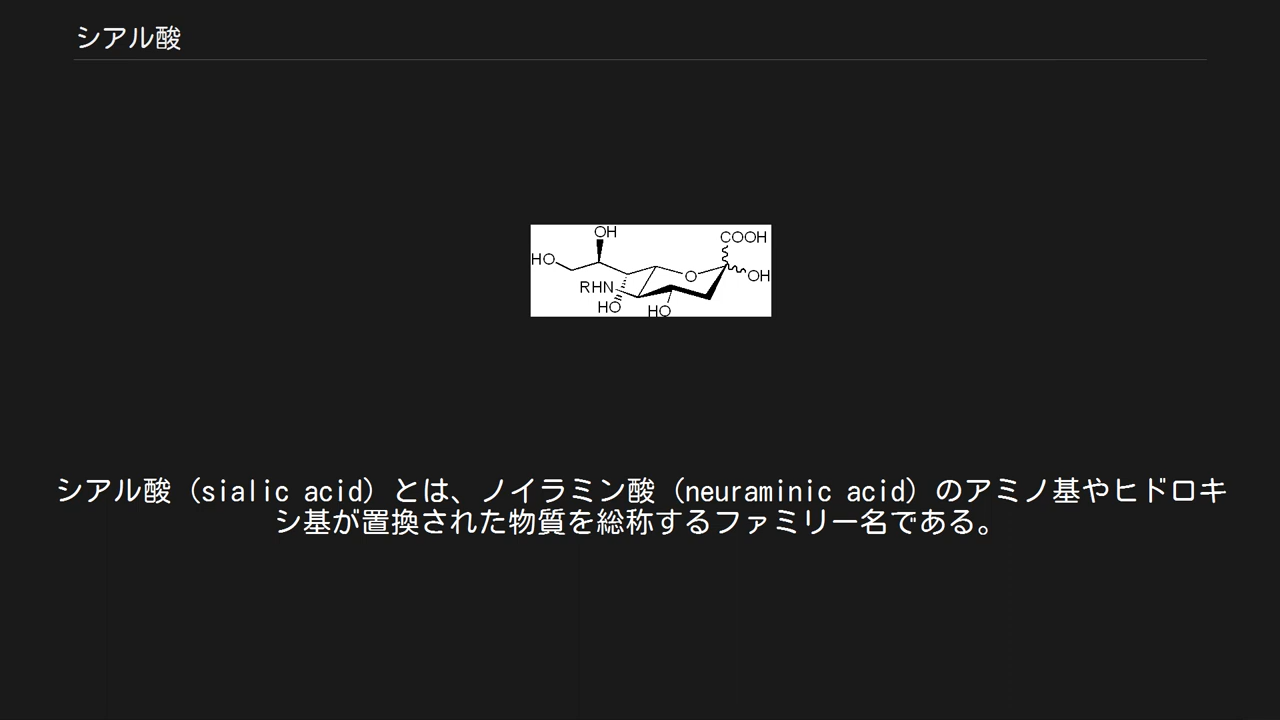 シアル酸
OH
COOH
HO
O
OH
RHN
HO
HO
シアル酸（sialic acid）とは、ノイラミン酸（neuraminic acid）のアミノ基やヒドロキ
シ基が置換された物質を総称するファミリー名である。